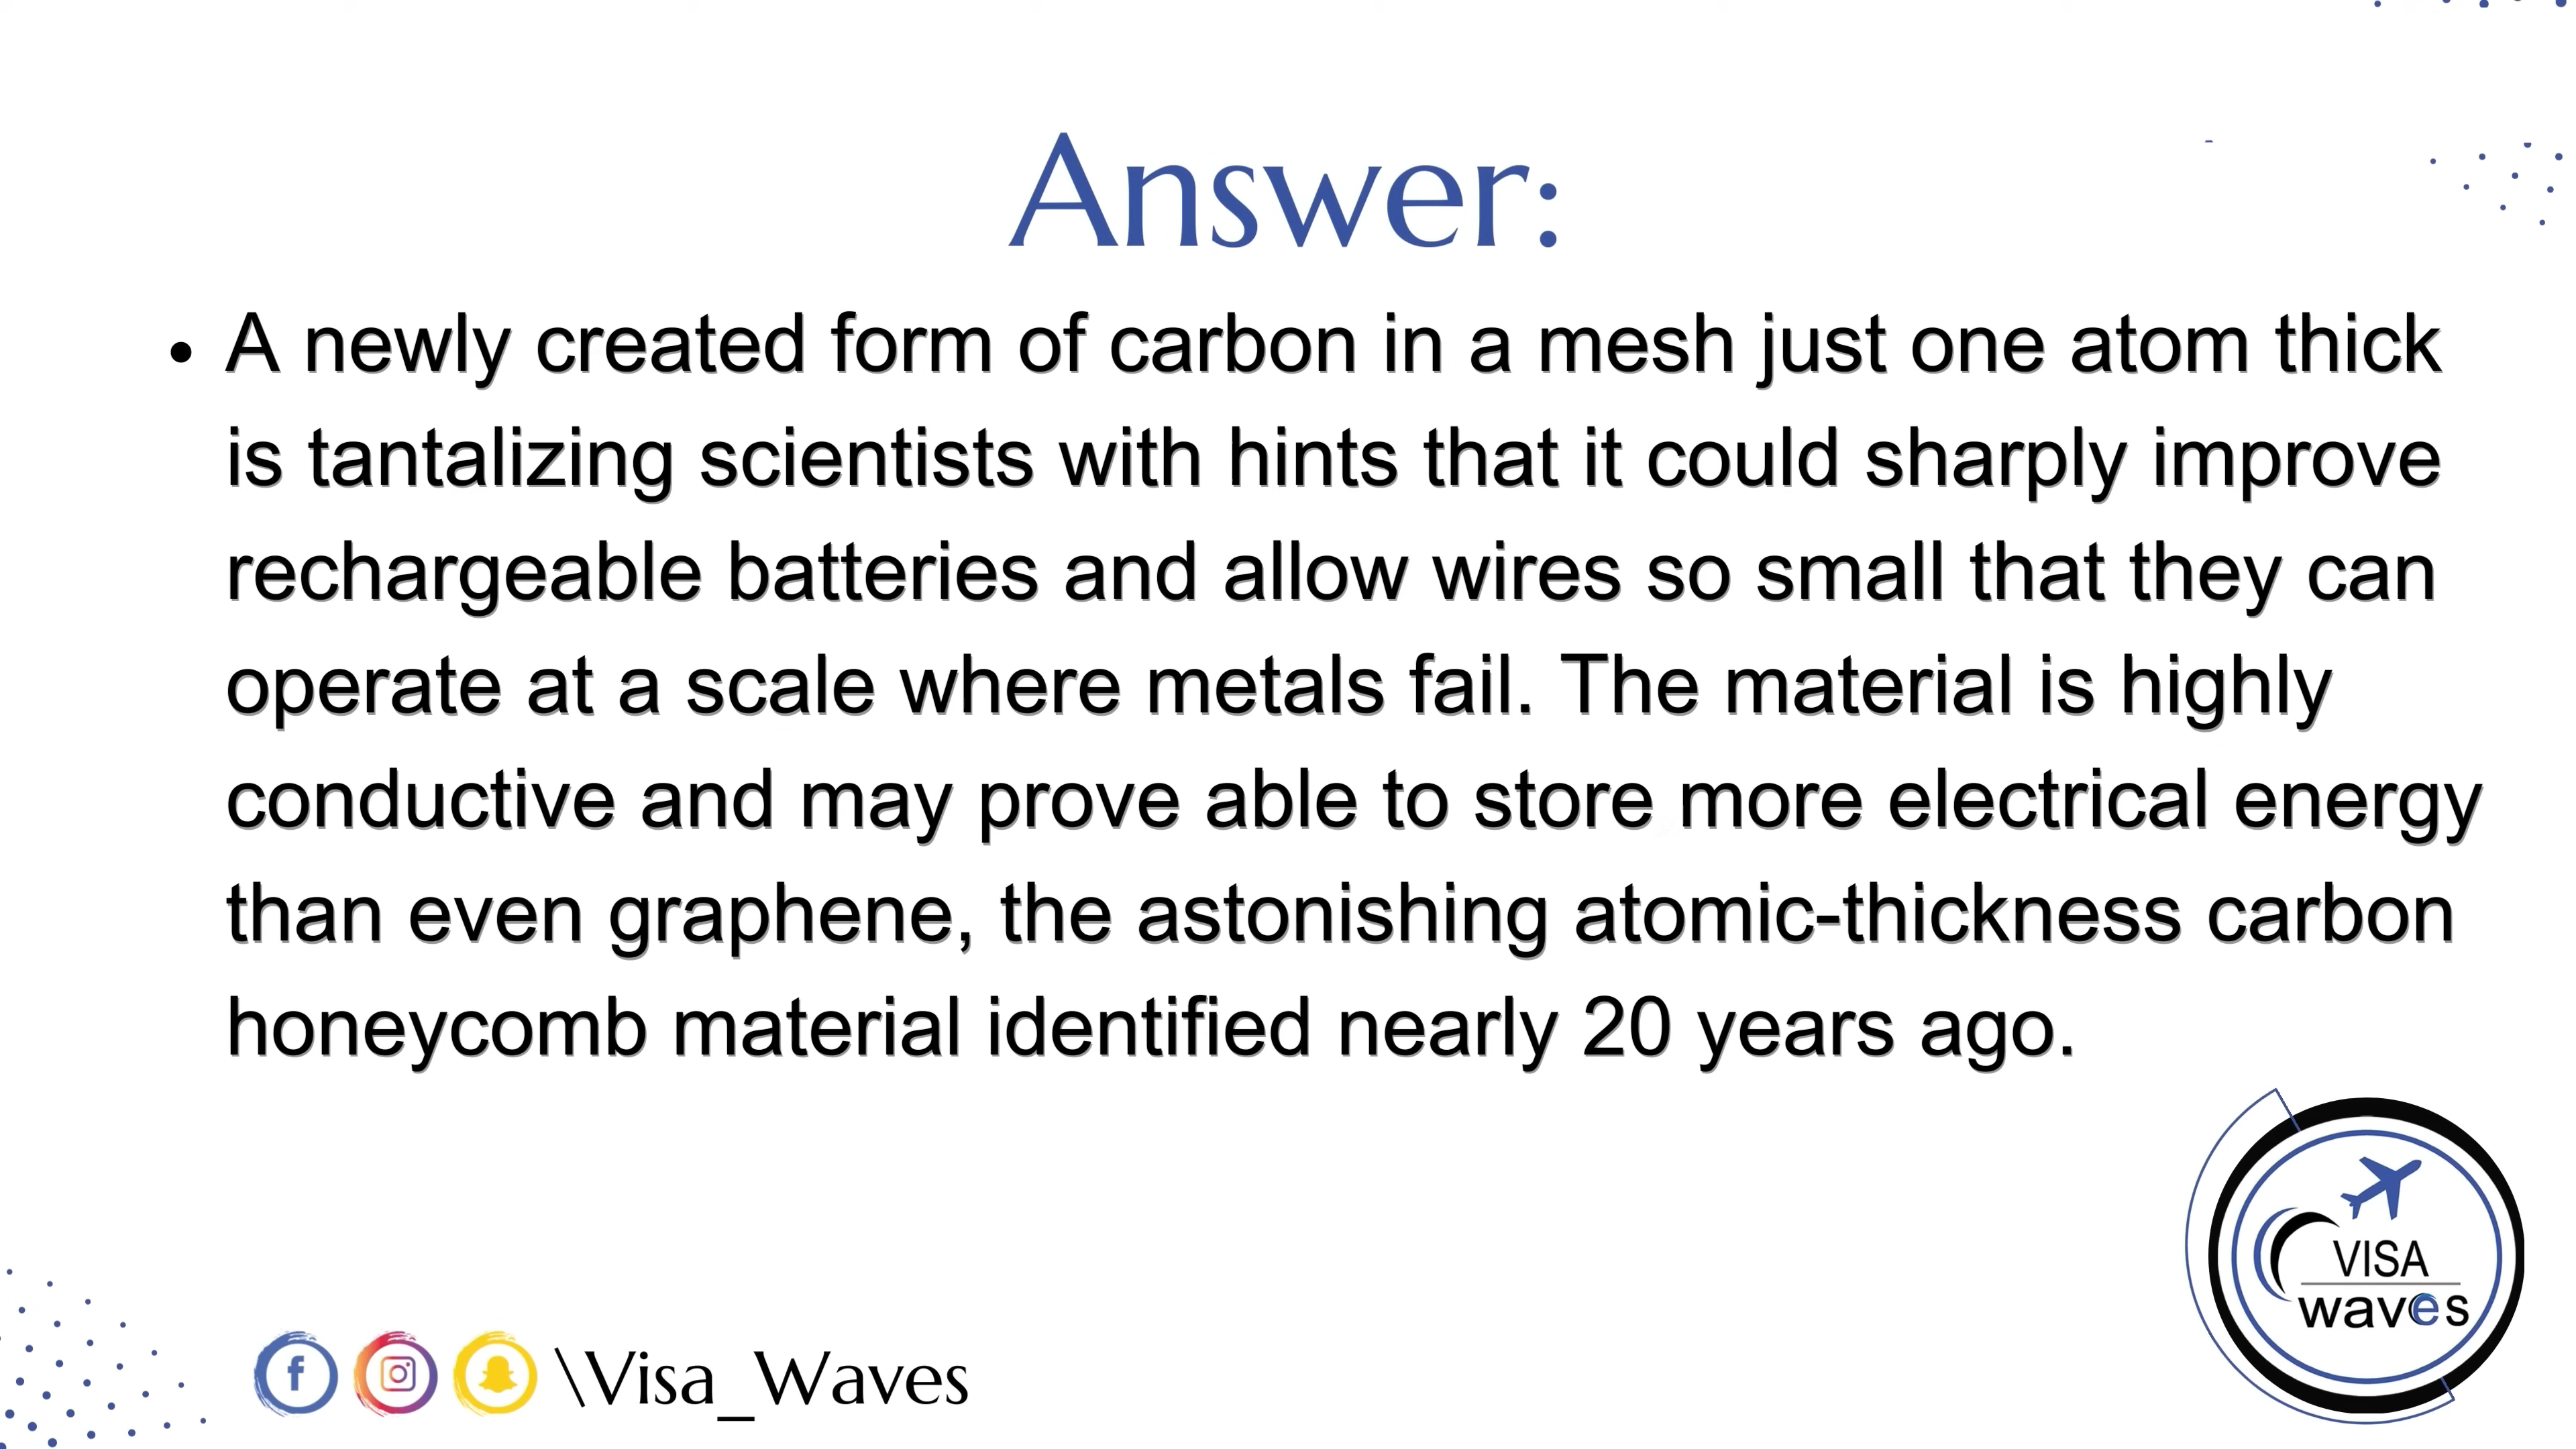 Answer:
• A newly created form of carbon in a mesh just one atom thick
is tantalizing scientists with hints that it could sharply improve
rechargeable batteries and allow wires so small that they can
operate at a scale where metals fail. The material is highly
conductive and may prove able to store more electrical energy
than even graphene, the astonishing atomic-thickness carbon
honeycomb material identified nearly 20 years ago.
VISA
waves
\Visa_Waves